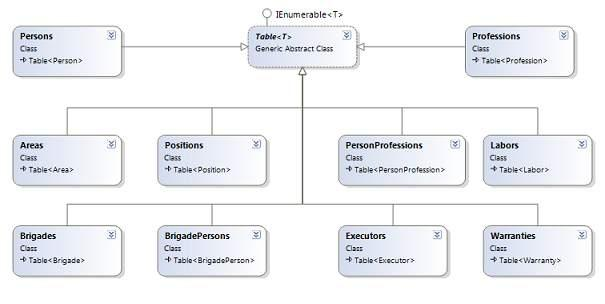 IEnumerable<T>
Persons
Class
Table<Person>
Table<T>
Generic Abstract Class
Professions
Class
Table<Profession>
Areas
Class
Table<Area>
Positions
Class
Table<Position>
PersonProfessions
Class
Table<PersonProfession>
Labors
Class
Table<Labor>
Brigades
Class
Table<Brigade>
BrigadePersons
Class
Table<BrigadePerson>
Executors
Class
Table<Executor>
Warranties
Class
Table<Warranty>